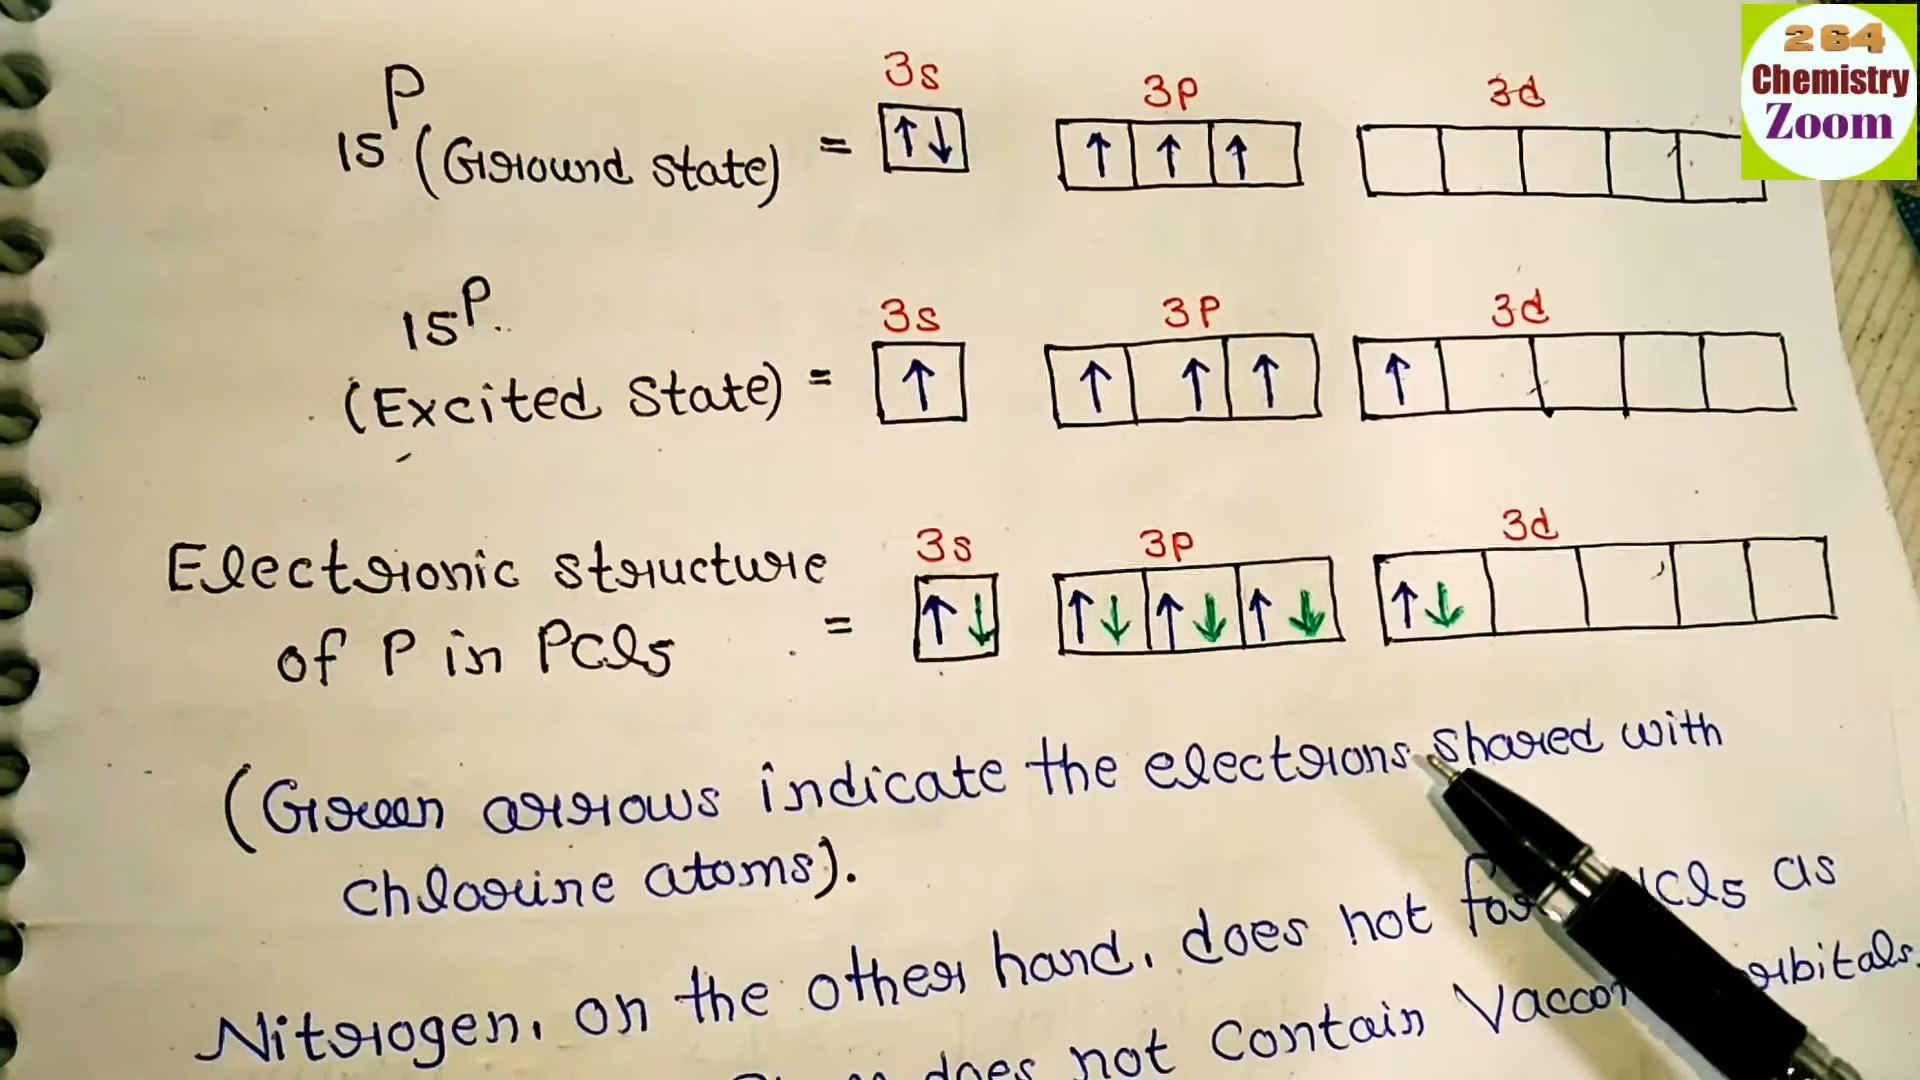 264
Chemistry
Zoom
3s 3p 3d
15P (Ground state) = ↑↓ ↑ ↑ ↑
3s 3p 3d
15P
(Excited state) = ↑ ↑ ↑ ↑ ↑
3s 3p 3d
Electronic structure
of P in PCl5 = ↑↓ ↑↓ ↑↓ ↑↓ ↑↓
(Green arrows indicate the electrons shared with
chlorine atoms).
Nitrogen, on the other hand, does not as
does not contain